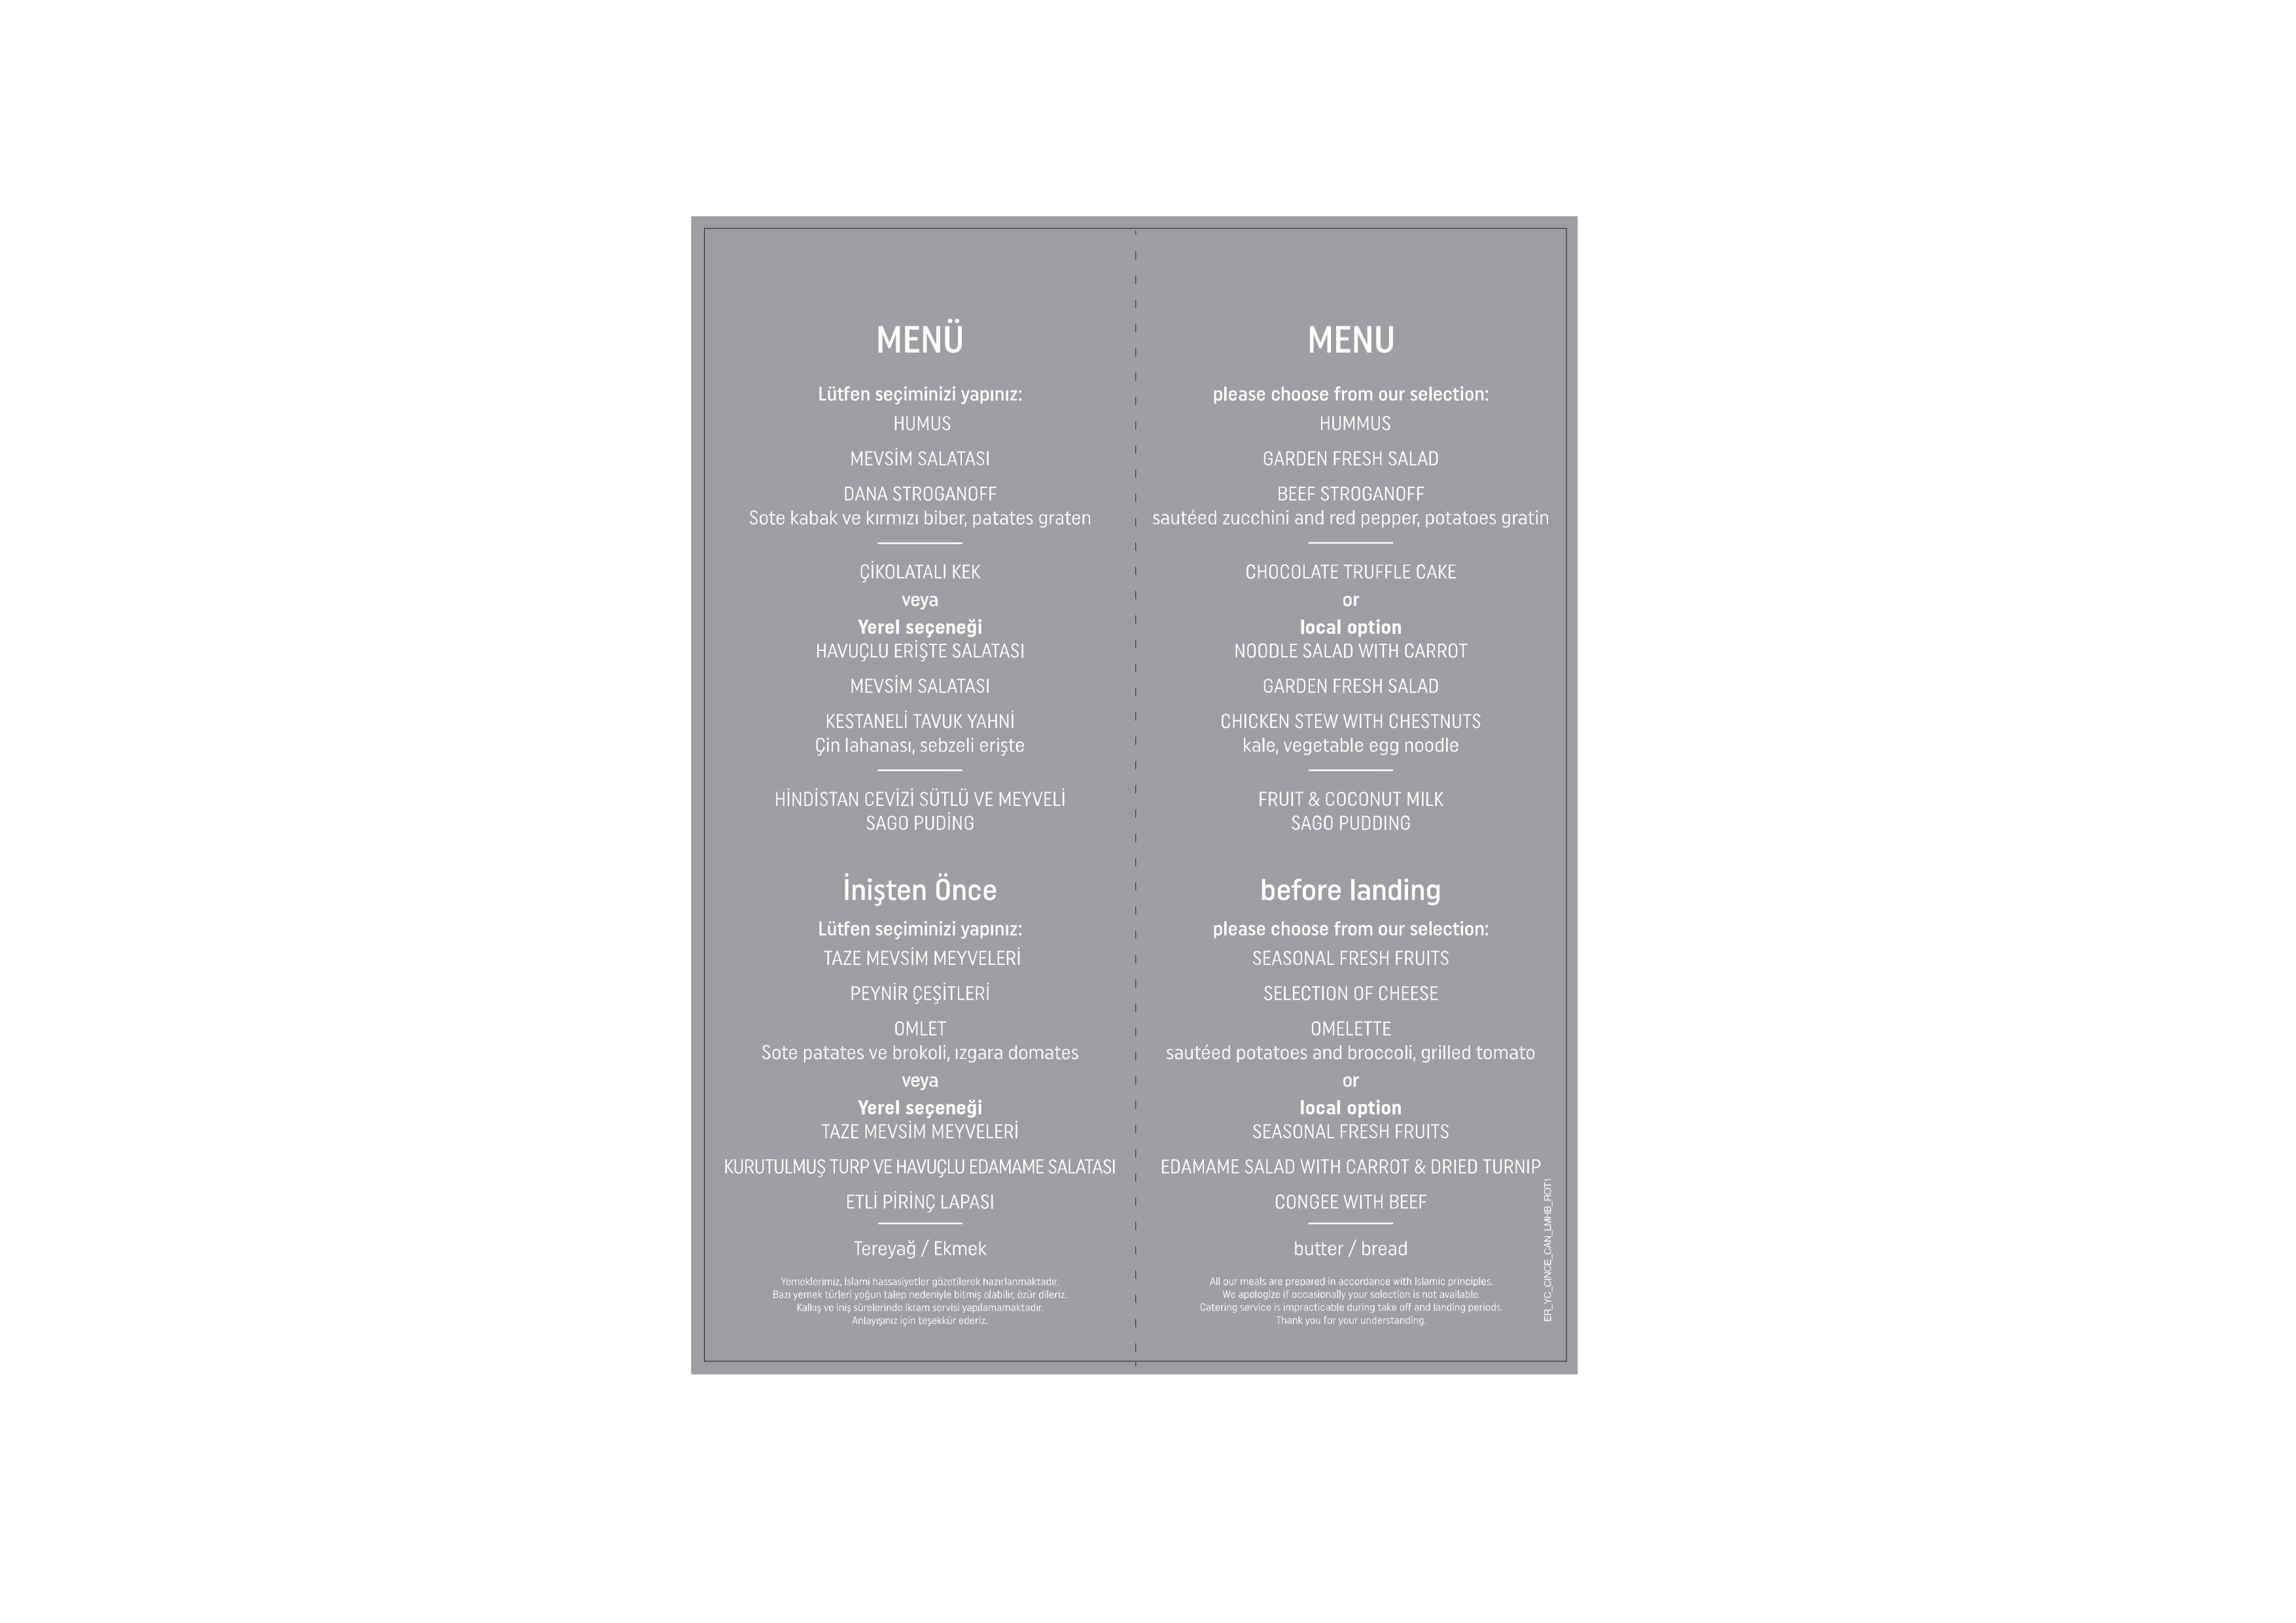 MENÜ
Lütfen seçiminizi yapınız:
HUMUS
MEVSİM SALATASI
DANA STROGANOFF
Sote kabak ve kırmızı biber, patates graten
ÇİKOLATALI KEK
veya
Yerel seçeneği
HAVUÇLU ERİŞTE SALATASI
MEVSİM SALATASI
KESTANELİ TAVUK YAHNİ
Çin lahanası, sebzeli erişte
HİNDİSTAN CEVİZİ SÜTLÜ VE MEYVELİ
SAGO PUDİNG
İnişten Önce
Lütfen seçiminizi yapınız:
TAZE MEVSİM MEYVELERİ
PEYNİR ÇEŞİTLERİ
OMLET
Sote patates ve brokoli, ızgara domates
veya
Yerel seçeneği
TAZE MEVSİM MEYVELERİ
KURUTULMUŞ TURP VE HAVUÇLU EDAMAME SALATASI
ETLİ PİRİNÇ LAPASI
Tereyağ / Ekmek
Yemeklerimiz, İslami hassasiyetler gözetilerek hazırlanmaktadır.
Bazı yemek türleri yoğun talep nedeniyle bitmiş olabilir, özür dileriz.
Kalkış ve iniş sürelerinde ikram servisi yapılamamaktadır.
Anlayışınız için teşekkür ederiz.
MENU
please choose from our selection:
HUMMUS
GARDEN FRESH SALAD
BEEF STROGANOFF
sautéed zucchini and red pepper, potatoes gratin
CHOCOLATE TRUFFLE CAKE
or
local option
NOODLE SALAD WITH CARROT
GARDEN FRESH SALAD
CHICKEN STEW WITH CHESTNUTS
kale, vegetable egg noodle
FRUIT & COCONUT MILK
SAGO PUDDING
before landing
please choose from our selection:
SEASONAL FRESH FRUITS
SELECTION OF CHEESE
OMELETTE
sautéed potatoes and broccoli, grilled tomato
or
local option
SEASONAL FRESH FRUITS
EDAMAME SALAD WITH CARROT & DRIED TURNIP
CONGEE WITH BEEF
butter / bread
All our meals are prepared in accordance with Islamic principles.
We apologize if occasionally your selection is not available.
Catering service is impracticable during take off and landing periods.
Thank you for your understanding.
ER_YC_CINCE_CAN_LMHB_ROT1